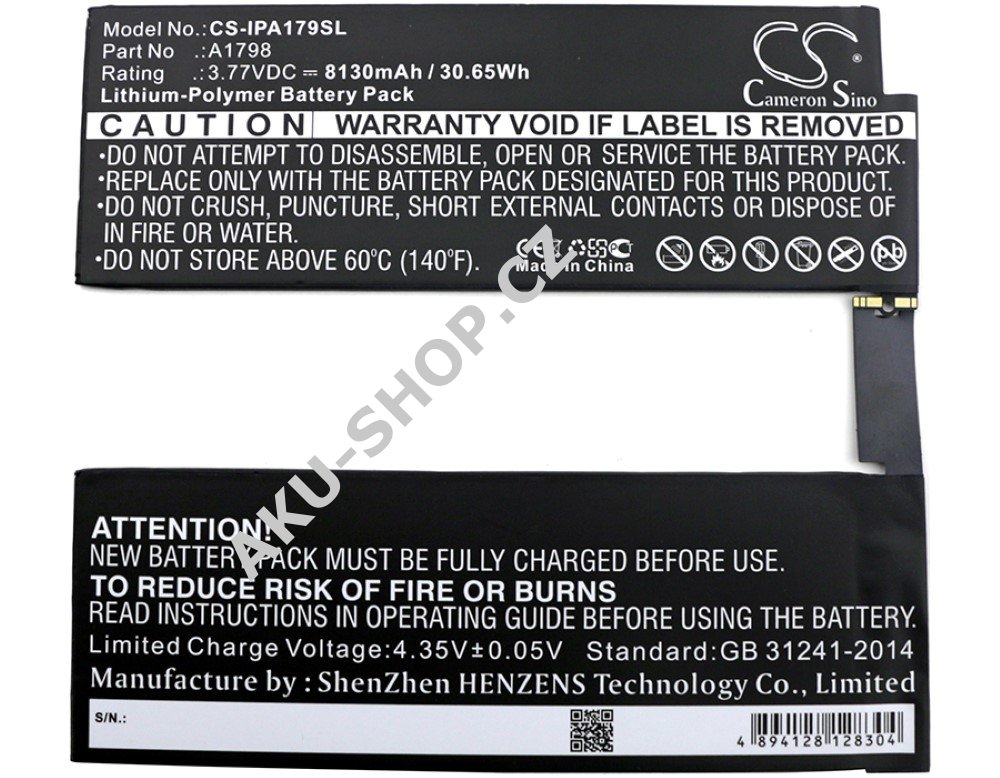 Model No.:CS-IPA179SL
Part No .:A1798
Rating .:3.77VDC ⎓ 8130mAh / 30.65Wh
Lithium-Polymer Battery Pack
CS
Cameron Sino
CAUTION WARRANTY VOID IF LABEL IS REMOVED
•DO NOT ATTEMPT TO DISASSEMBLE, OPEN OR SERVICE THE BATTERY PACK.
•REPLACE ONLY WITH THE BATTERY PACK DESIGNATED FOR THIS PRODUCT.
•DO NOT CRUSH, PUNCTURE, SHORT EXTERNAL CONTACTS OR DISPOSE OF
IN FIRE OR WATER.
•DO NOT STORE ABOVE 60°C (140°F).
Made in China
Pb
AKU-SHOP.CZ
ATTENTION!
NEW BATTERY PACK MUST BE FULLY CHARGED BEFORE USE.
TO REDUCE RISK OF FIRE OR BURNS
READ INSTRUCTIONS IN OPERATING GUIDE BEFORE USING THE BATTERY.
Limited Charge Voltage:4.35V±0.05V Standard:GB 31241-2014
Manufacture by : ShenZhen HENZENS Technology Co., Limited
S/N.:
4 894128 128304